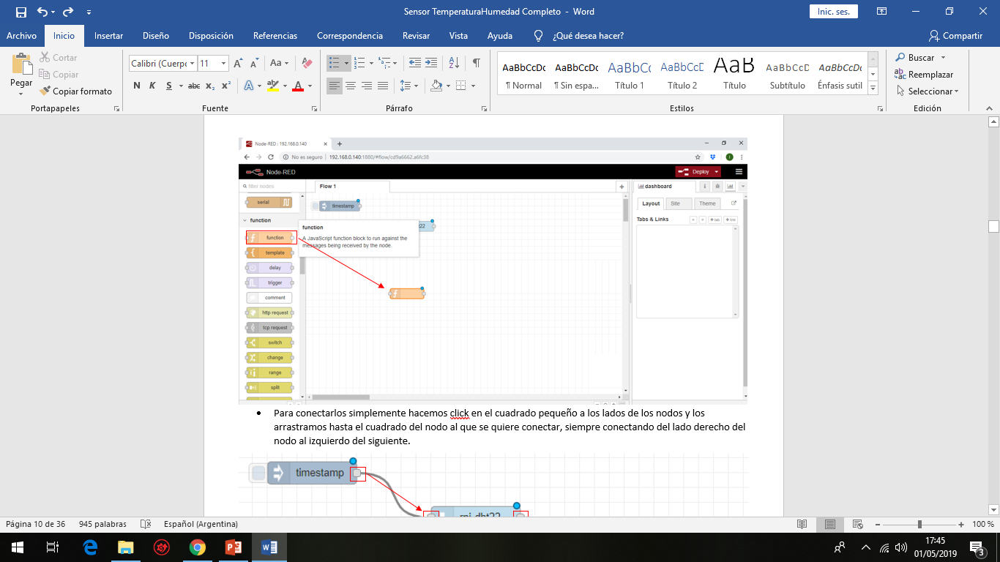 Sensor TemperaturaHumedad Completo - Word
Inic. ses.
Archivo Inicio Insertar Diseño Disposición Referencias Correspondencia Revisar Vista Ayuda ¿Qué desea hacer? Compartir
Pegar
Cortar
Copiar
Copiar formato
Portapapeles
Calibri (Cuerpo 11
N K S abc x₂ x²
Fuente
Párrafo
AaBbCcDc AaBbCcDc AaBbCc AaBbCcD AaB AaBbCcD AaBbCcDc
¶ Normal ¶ Sin espa... Título 1 Título 2 Título Subtítulo Énfasis sutil
Estilos
Buscar
Reemplazar
Seleccionar
Edición
Node-RED : 192.168.0.140
No es seguro 192.168.0.140:1880/#flow/cd9a6662.a6fc38
Node-RED
Deploy
filter nodes
Flow 1
dashboard
serial
timestamp
Layout Site Theme
function
Tabs & Links
+ tab + link
function
A JavaScript function block to run against the
messages being received by the node.
function
template
delay
trigger
comment
http request
tcp request
switch
change
range
split
• Para conectarlos simplemente hacemos click en el cuadrado pequeño a los lados de los nodos y los
arrastramos hasta el cuadrado del nodo al que se quiere conectar, siempre conectando del lado derecho del
nodo al izquierdo del siguiente.
timestamp
rpi-dht22
Página 10 de 36 945 palabras Español (Argentina) 100 %
17:45
01/05/2019
3